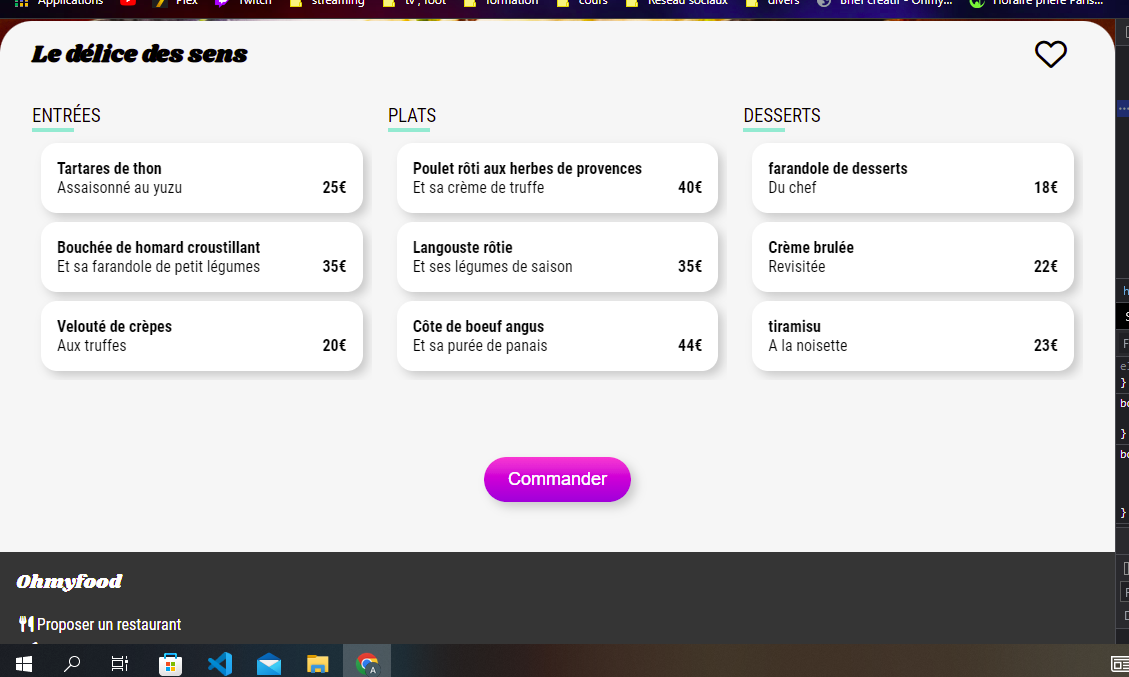 Applications Plex Twitch streaming tv, foot formation cours Réseau sociaux divers brief créatif - Ohmy... Horaire prière Paris...
Le délice des sens
ENTRÉES
Tartares de thon
Assaisonné au yuzu 25€
Bouchée de homard croustillant
Et sa farandole de petit légumes 35€
Velouté de crèpes
Aux truffes 20€
PLATS
Poulet rôti aux herbes de provences
Et sa crème de truffe 40€
Langouste rôtie
Et ses légumes de saison 35€
Côte de boeuf angus
Et sa purée de panais 44€
DESSERTS
farandole de desserts
Du chef 18€
Crème brulée
Revisitée 22€
tiramisu
A la noisette 23€
Commander
Ohmyfood
Proposer un restaurant